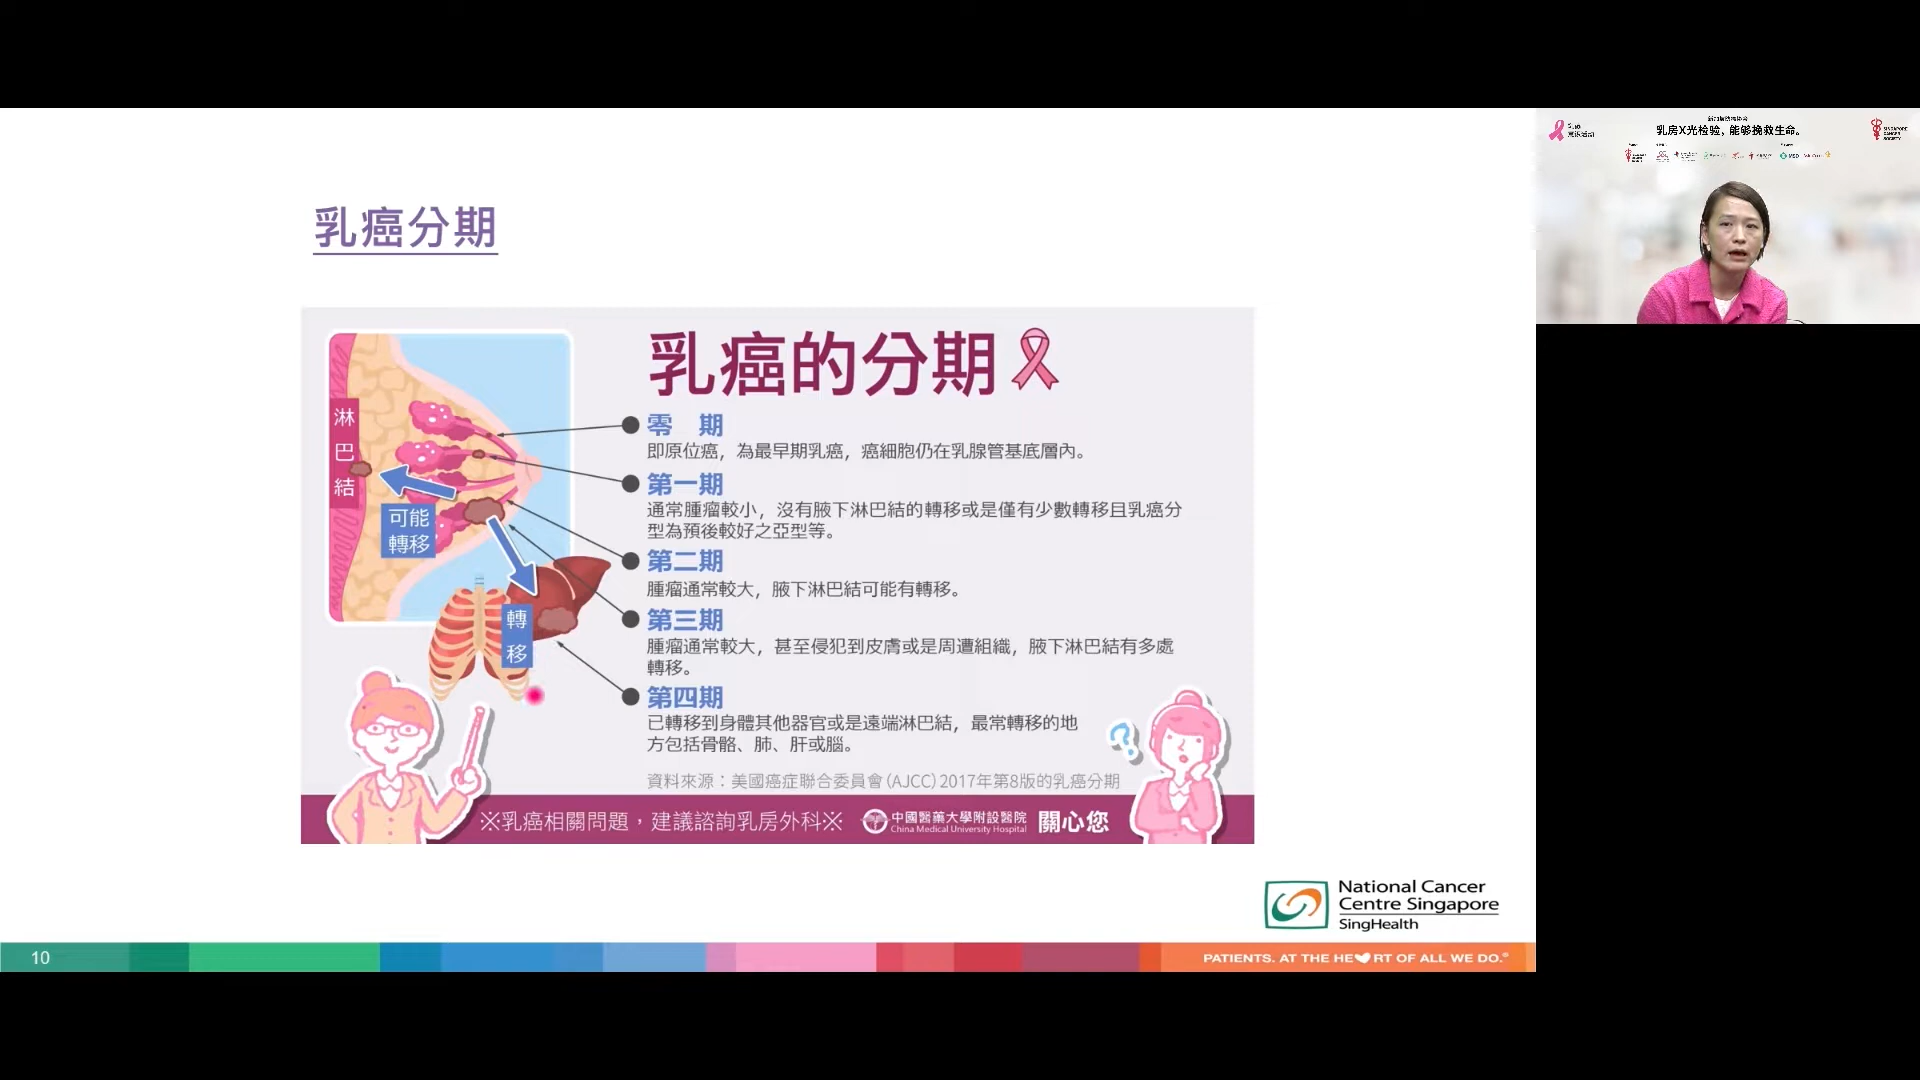 乳癌分期
乳癌的分期
淋巴結
可能
轉移
轉移
零 期
即原位癌，為最早期乳癌，癌細胞仍在乳腺管基底層內。
第一期
通常腫瘤較小，沒有腋下淋巴結的轉移或是僅有少數轉移且乳癌分
型為預後較好之亞型等。
第二期
腫瘤通常較大，腋下淋巴結可能有轉移。
第三期
腫瘤通常較大，甚至侵犯到皮膚或是周遭組織，腋下淋巴結有多處
轉移。
第四期
已轉移到身體其他器官或是遠端淋巴結，最常轉移的地
方包括骨骼、肺、肝或腦。
資料來源：美國癌症聯合委員會(AJCC)2017年第8版的乳癌分期
※乳癌相關問題，建議諮詢乳房外科※
中國醫藥大學附設醫院
China Medical University Hospital
關心您
National Cancer
Centre Singapore
SingHealth
10
PATIENTS. AT THE HE RT OF ALL WE DO.®
乳房X光检验，能够挽救生命。
SINGAPORE
CANCER
SOCIETY
MSD